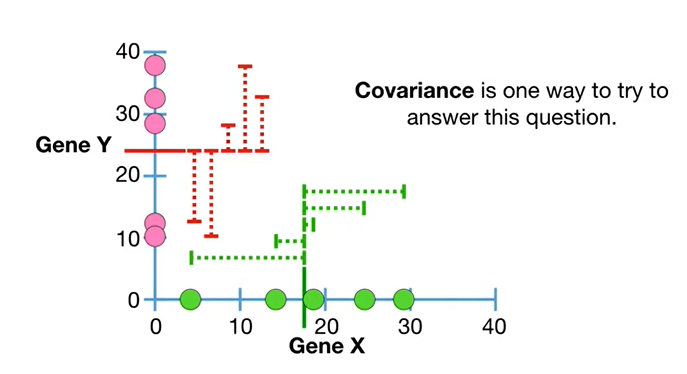 40
Covariance is one way to try to
answer this question.
30
Gene Y
20
10
0
0 10 20 30 40
Gene X